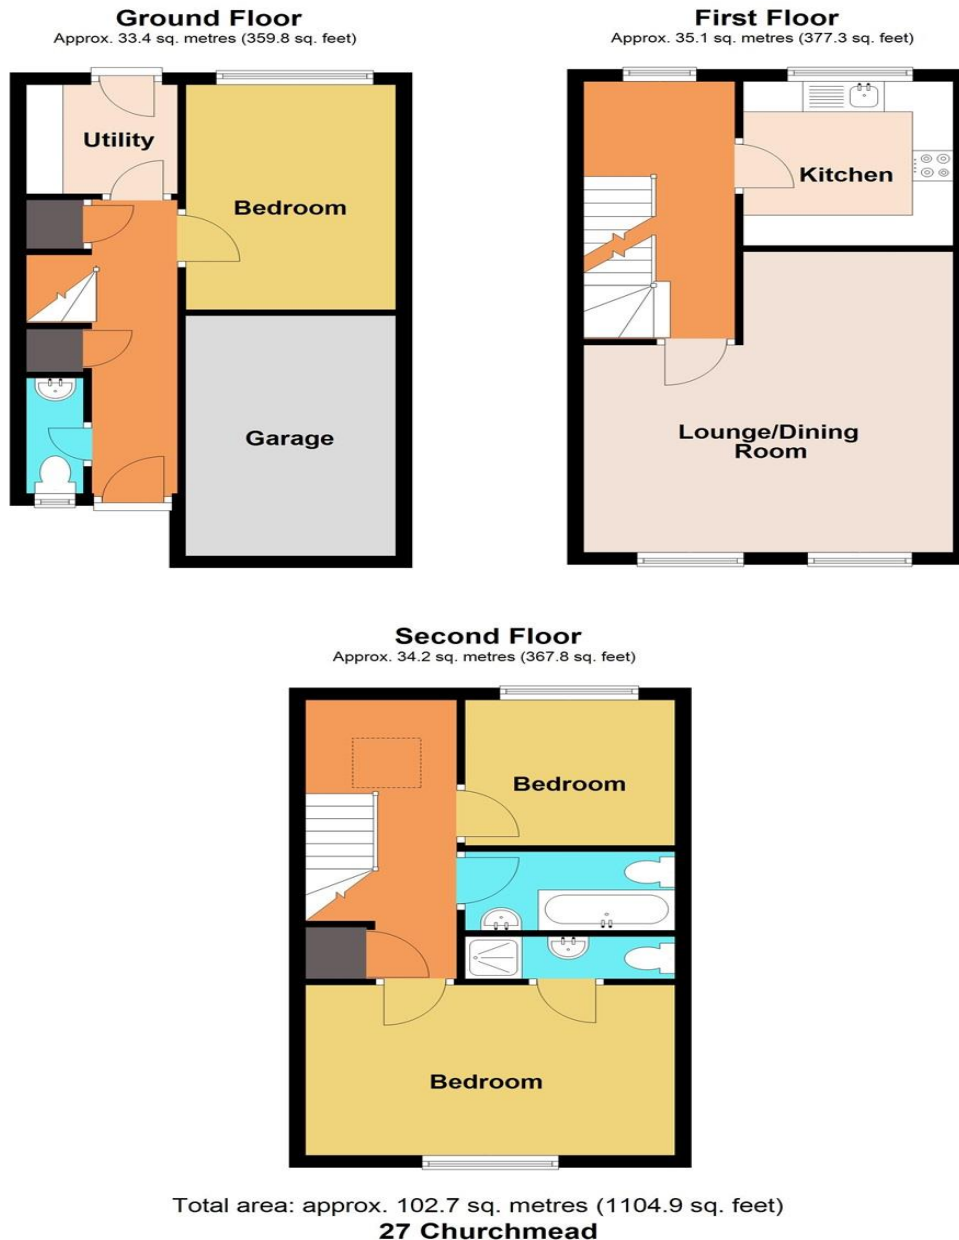 Ground Floor
Approx. 33.4 sq. metres (359.8 sq. feet)
Utility
Bedroom
Garage
First Floor
Approx. 35.1 sq. metres (377.3 sq. feet)
Kitchen
Lounge/Dining
Room
Second Floor
Approx. 34.2 sq. metres (367.8 sq. feet)
Bedroom
Bedroom
Total area: approx. 102.7 sq. metres (1104.9 sq. feet)
27 Churchmead